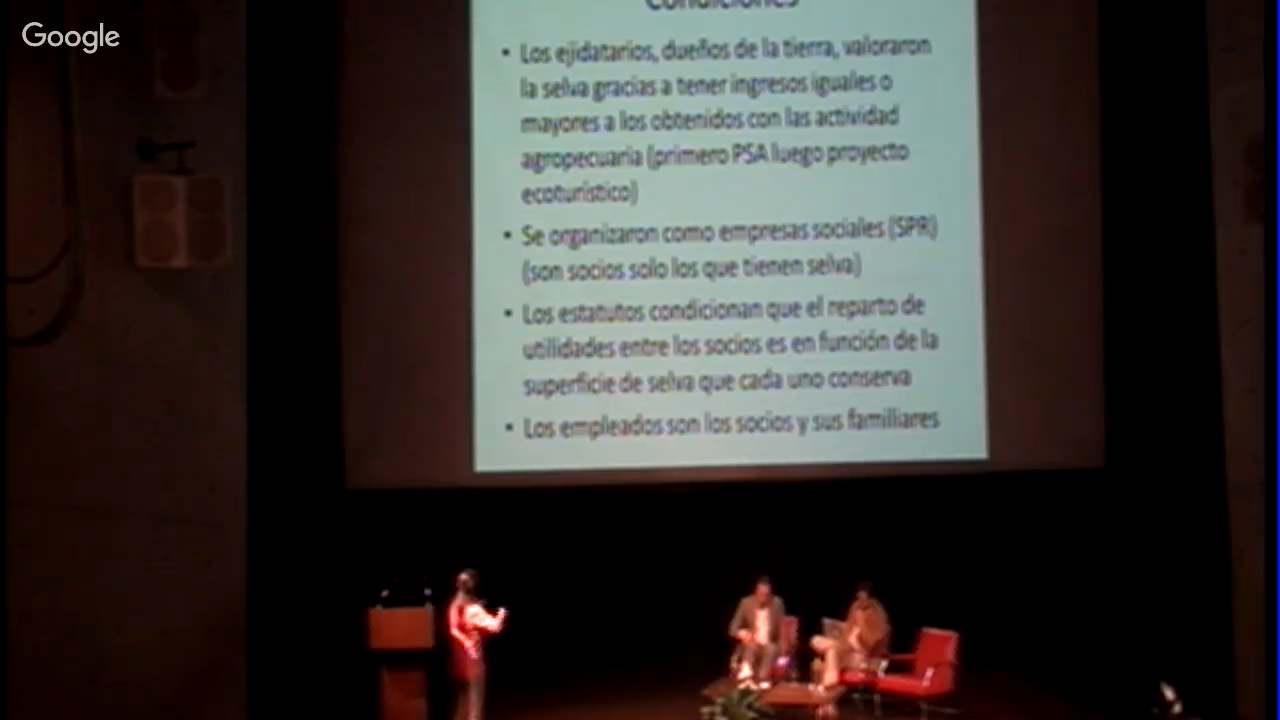 Google
Condiciones
• Los ejidatarios, dueños de la tierra, valoraron
la selva gracias a tener ingresos iguales o
mayores a los obtenidos con las actividad
agropecuaria (primero PSA luego proyecto
ecoturistico)
• Se organizaron como empresas sociales (SPR)
(son socios solo los que tienen selva)
• Los estatutos condicionan que el reparto de
utilidades entre los socios es en función de la
superficie de selva que cada uno conserva
• Los empleados son los socios y sus familiares